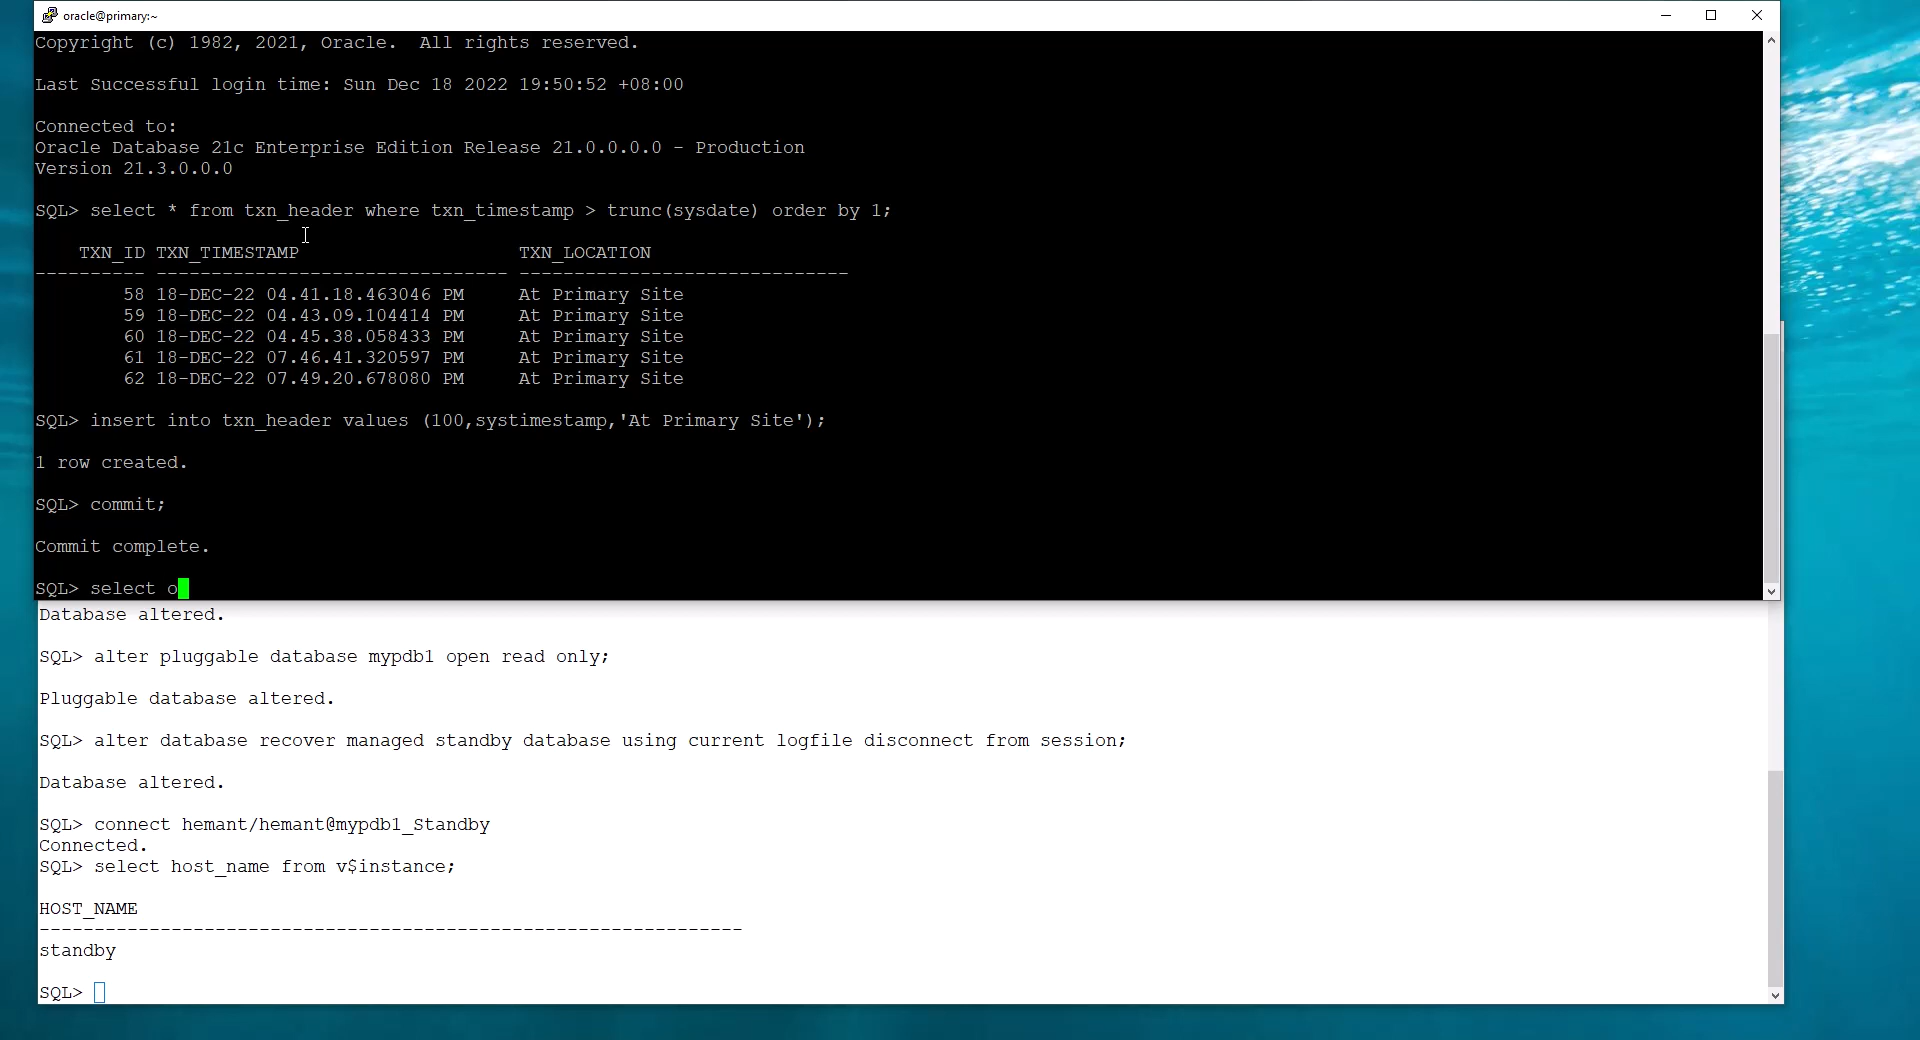 oracle@primary:~
Copyright (c) 1982, 2021, Oracle.  All rights reserved.
Last Successful login time: Sun Dec 18 2022 19:50:52 +08:00
Connected to:
Oracle Database 21c Enterprise Edition Release 21.0.0.0.0 - Production
Version 21.3.0.0.0
SQL> select * from txn_header where txn_timestamp > trunc(sysdate) order by 1;
    TXN_ID TXN_TIMESTAMP                    TXN_LOCATION
---------- -------------------------------- ------------------------------
        58 18-DEC-22 04.41.18.463046 PM     At Primary Site
        59 18-DEC-22 04.43.09.104414 PM     At Primary Site
        60 18-DEC-22 04.45.38.058433 PM     At Primary Site
        61 18-DEC-22 07.46.41.320597 PM     At Primary Site
        62 18-DEC-22 07.49.20.678080 PM     At Primary Site
SQL> insert into txn_header values (100,systimestamp,'At Primary Site');
1 row created.
SQL> commit;
Commit complete.
SQL> select o
Database altered.
SQL> alter pluggable database mypdb1 open read only;
Pluggable database altered.
SQL> alter database recover managed standby database using current logfile disconnect from session;
Database altered.
SQL> connect hemant/hemant@mypdb1_Standby
Connected.
SQL> select host_name from v$instance;
HOST_NAME
----------------------------------------------------------------
standby
SQL>